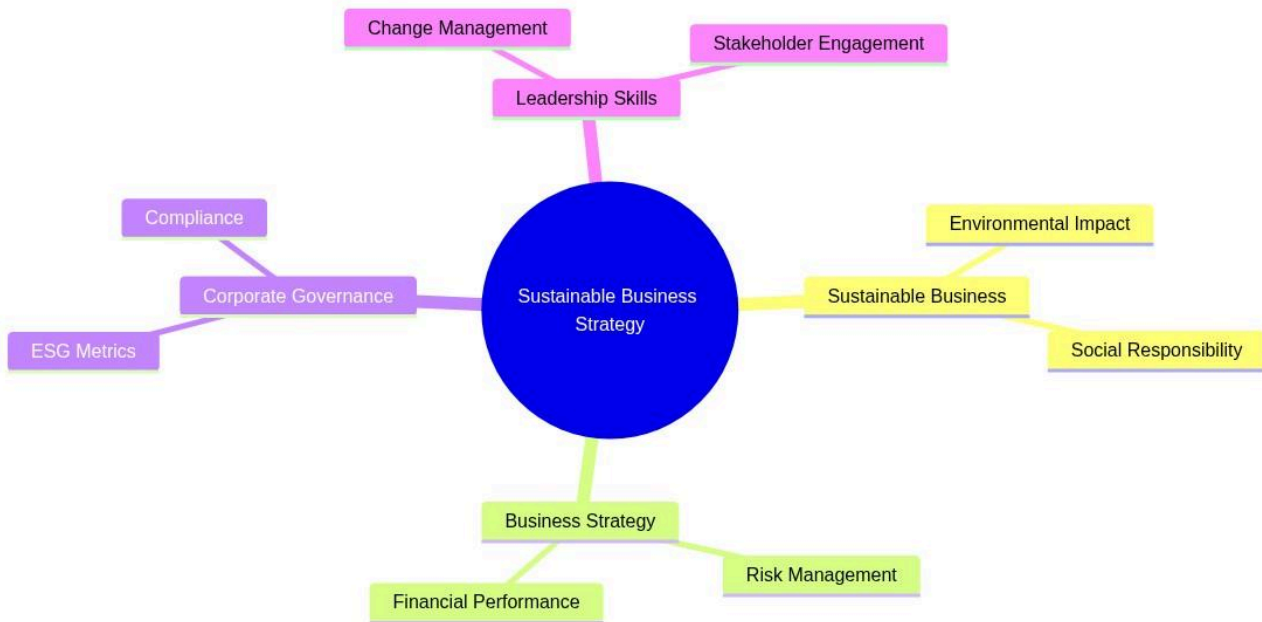 Change Management
Stakeholder Engagement
Leadership Skills
Compliance
Environmental Impact
Corporate Governance
Sustainable Business
Strategy
Sustainable Business
ESG Metrics
Social Responsibility
Business Strategy
Risk Management
Financial Performance